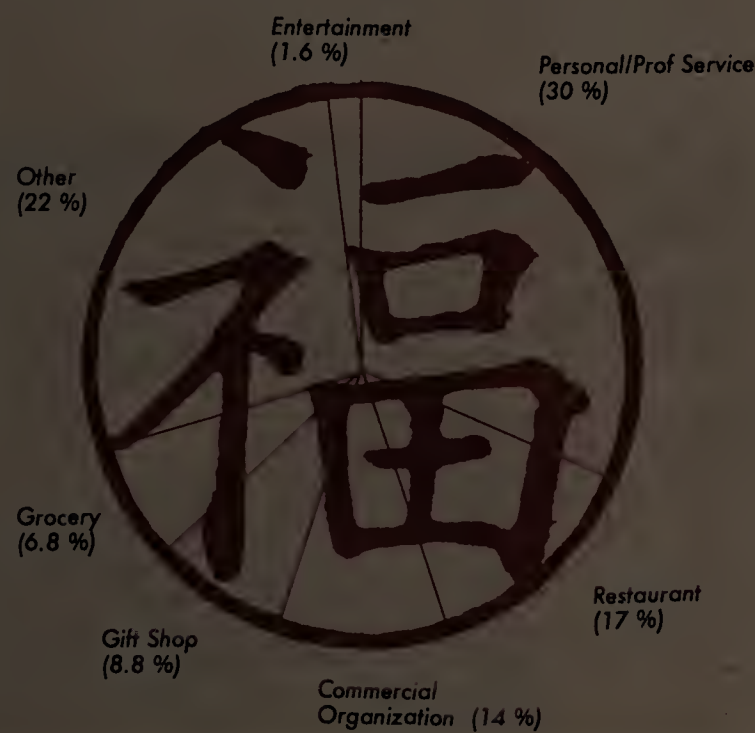 Entertainment
(1.6 %)
Personal/Prof Service
(30 %)
Other
(22 %)
福
Grocery
(6.8 %)
Restaurant
(17 %)
Gift Shop
(8.8 %)
Commercial
Organization (14 %)